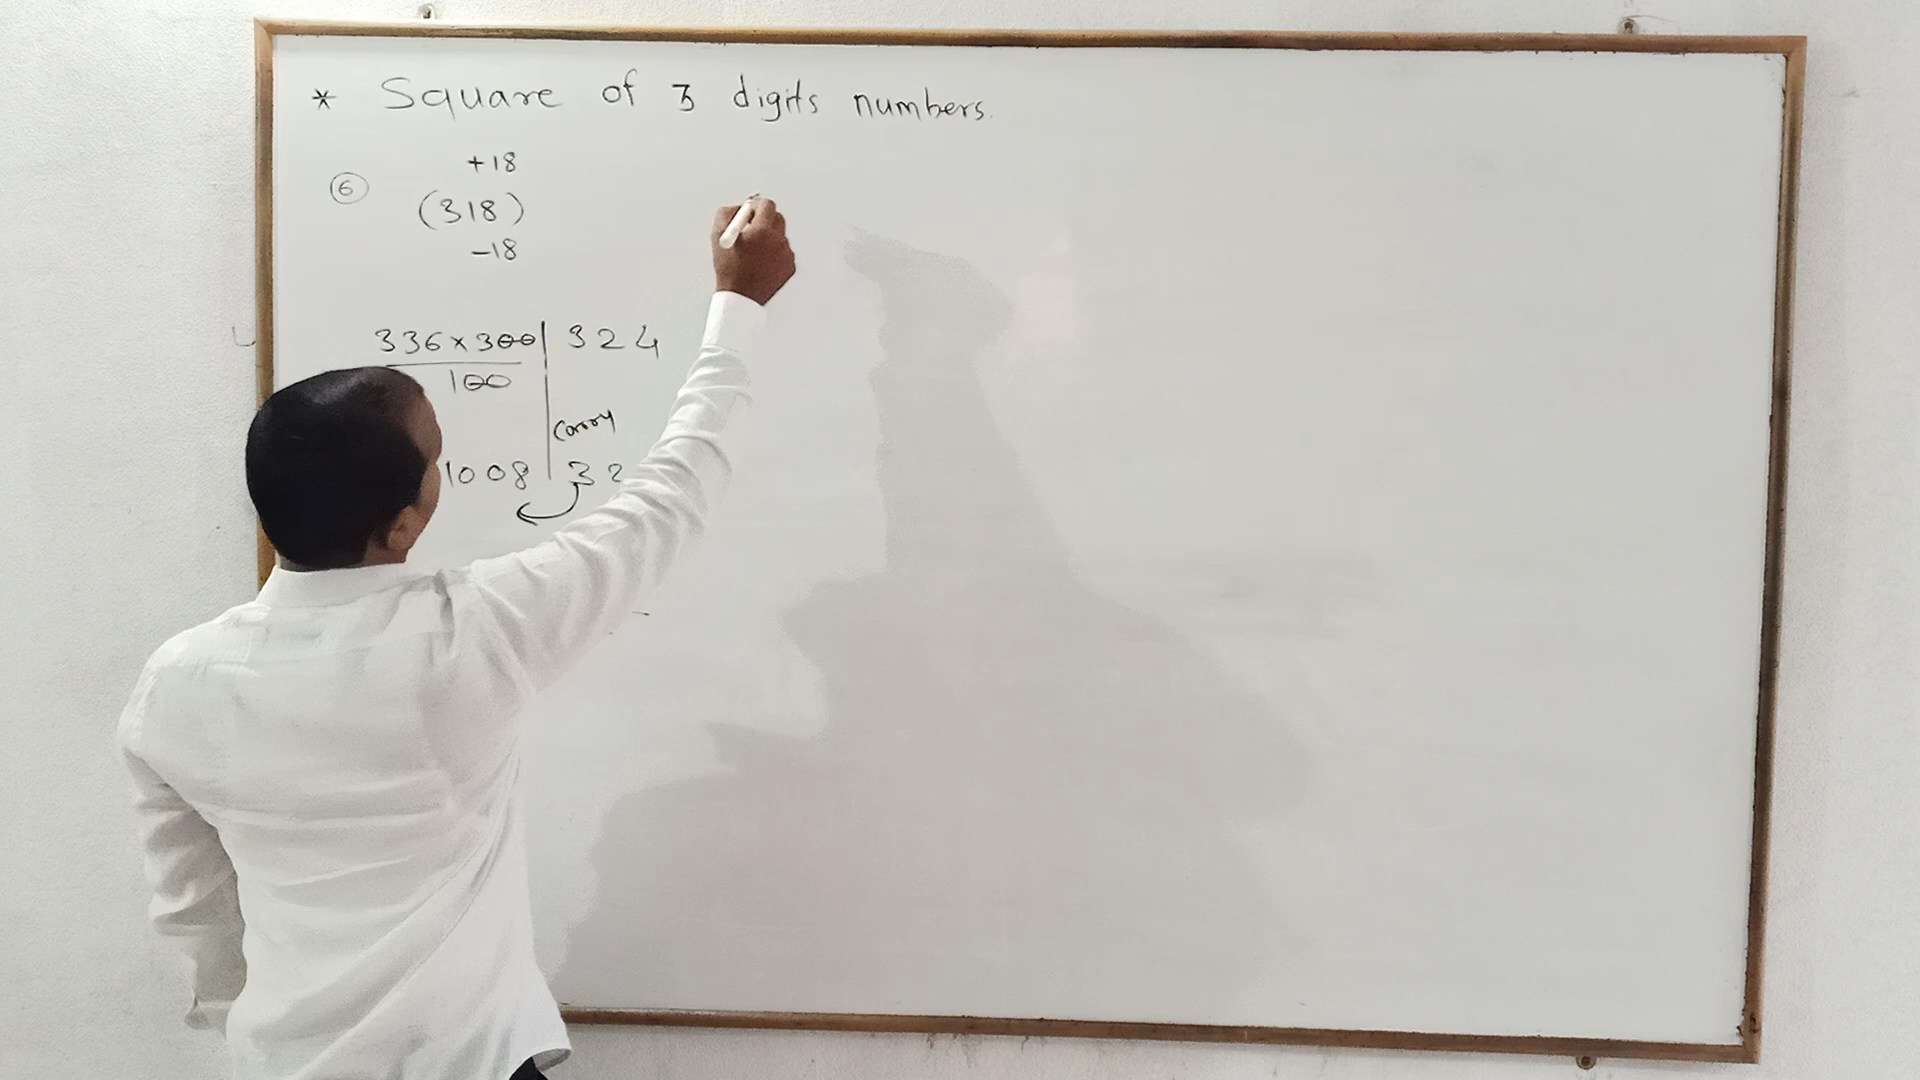 * Square of 3 digits numbers.
+18
⑥ (318)
-18
336 x 300 | 324
100
carry
1008 | 32